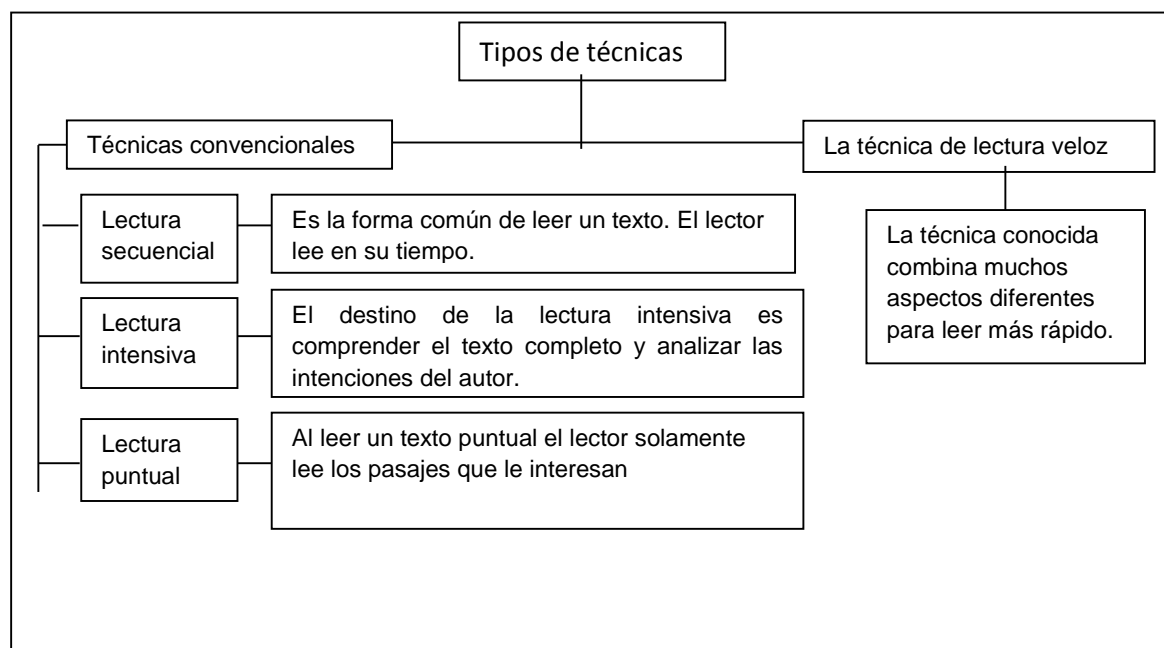 Tipos de técnicas
Técnicas convencionales
La técnica de lectura veloz
Lectura
secuencial
Es la forma común de leer un texto. El lector
lee en su tiempo.
La técnica conocida
combina muchos
aspectos diferentes
para leer más rápido.
Lectura
intensiva
El destino de la lectura intensiva es
comprender el texto completo y analizar las
intenciones del autor.
Lectura
puntual
Al leer un texto puntual el lector solamente
lee los pasajes que le interesan